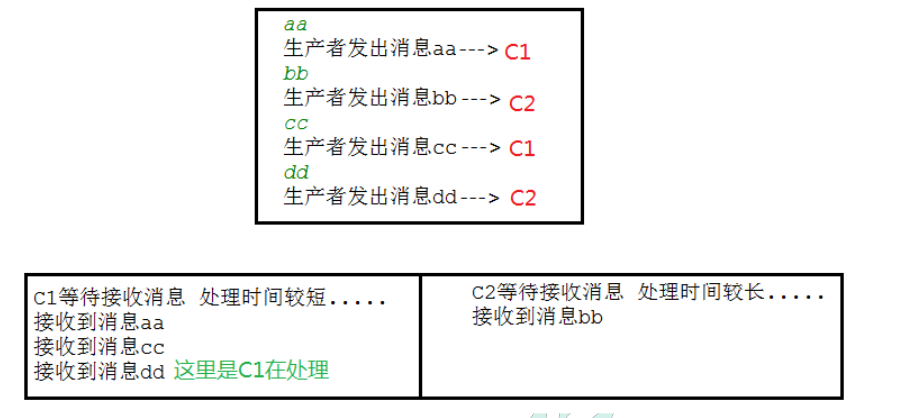 aa
生产者发出消息aa---> C1
bb
生产者发出消息bb---> C2
cc
生产者发出消息cc---> C1
dd
生产者发出消息dd---> C2
C1等待接收消息 处理时间较短.....
接收到消息aa
接收到消息cc
接收到消息dd 这里是C1在处理
C2等待接收消息 处理时间较长.....
接收到消息bb